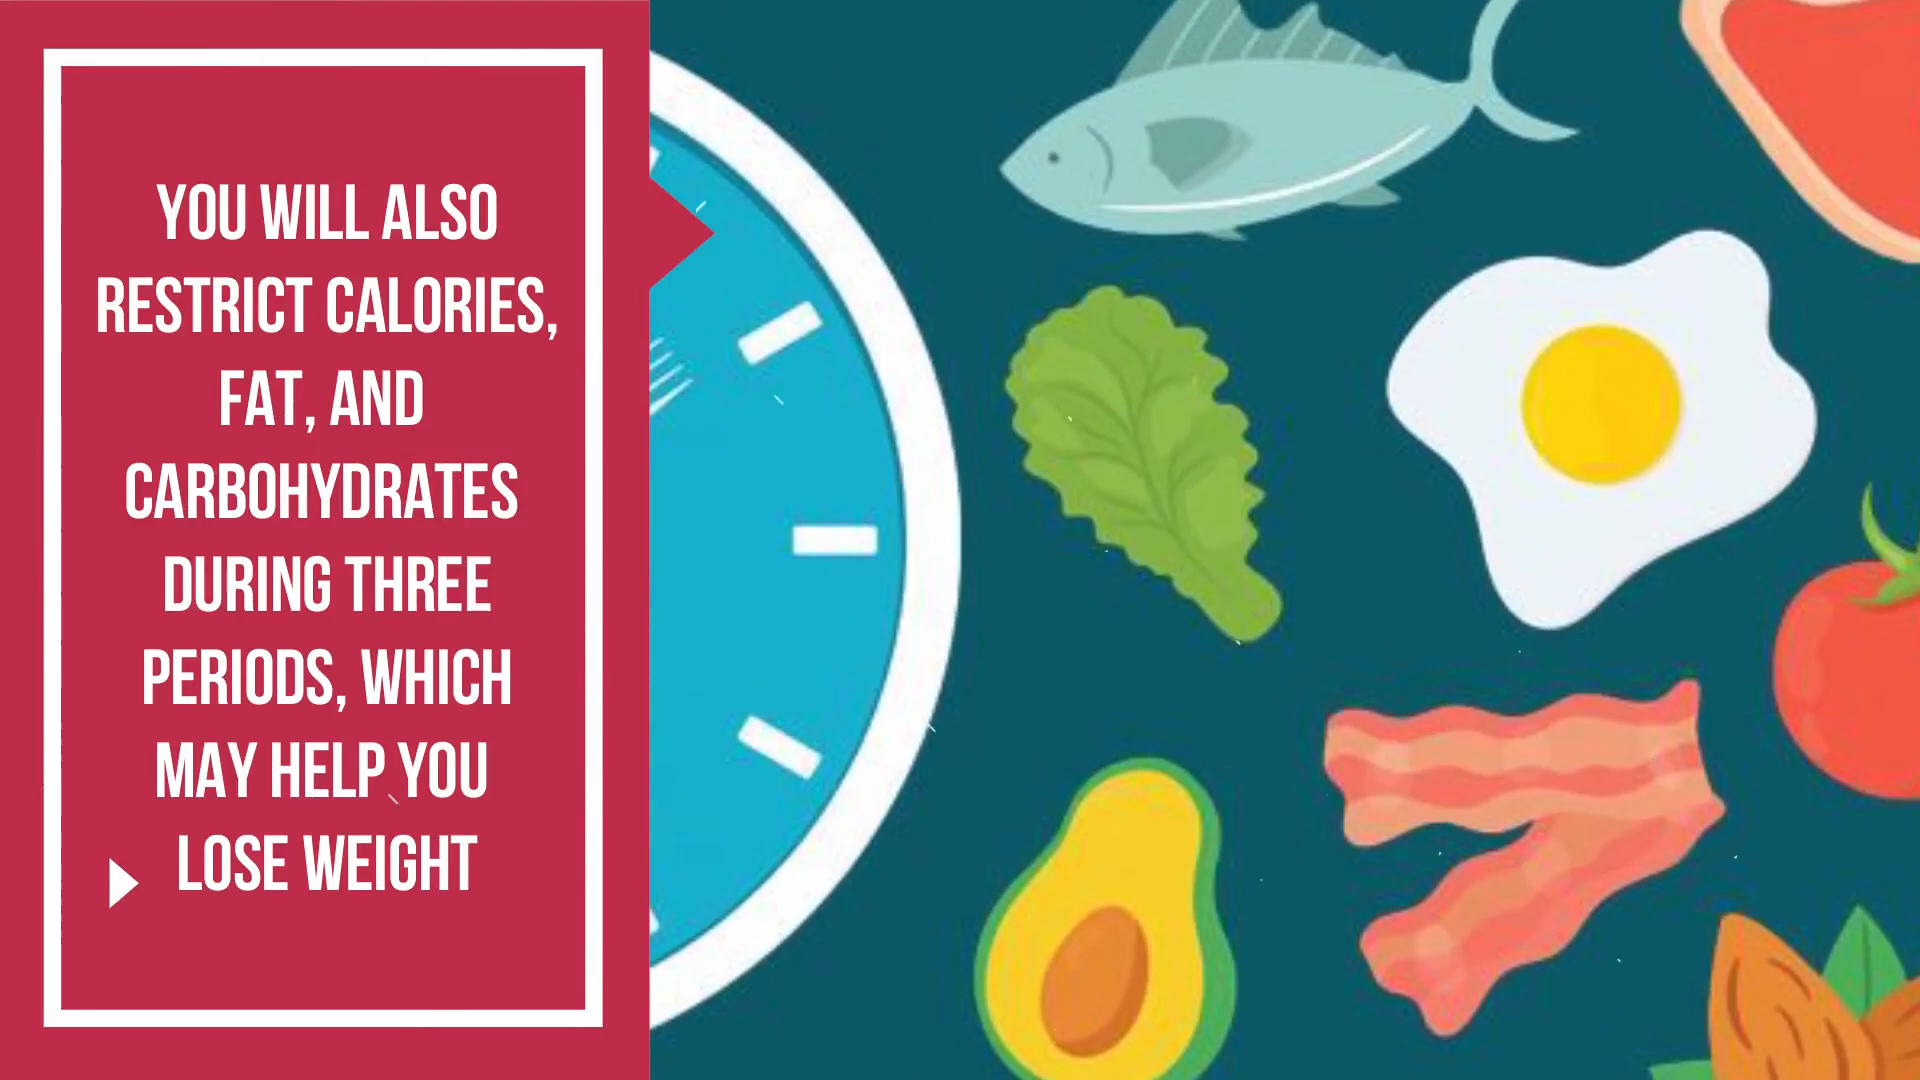 YOU WILL ALSO
RESTRICT CALORIES,
FAT, AND
CARBOHYDRATES
DURING THREE
PERIODS, WHICH
MAY HELP YOU
LOSE WEIGHT